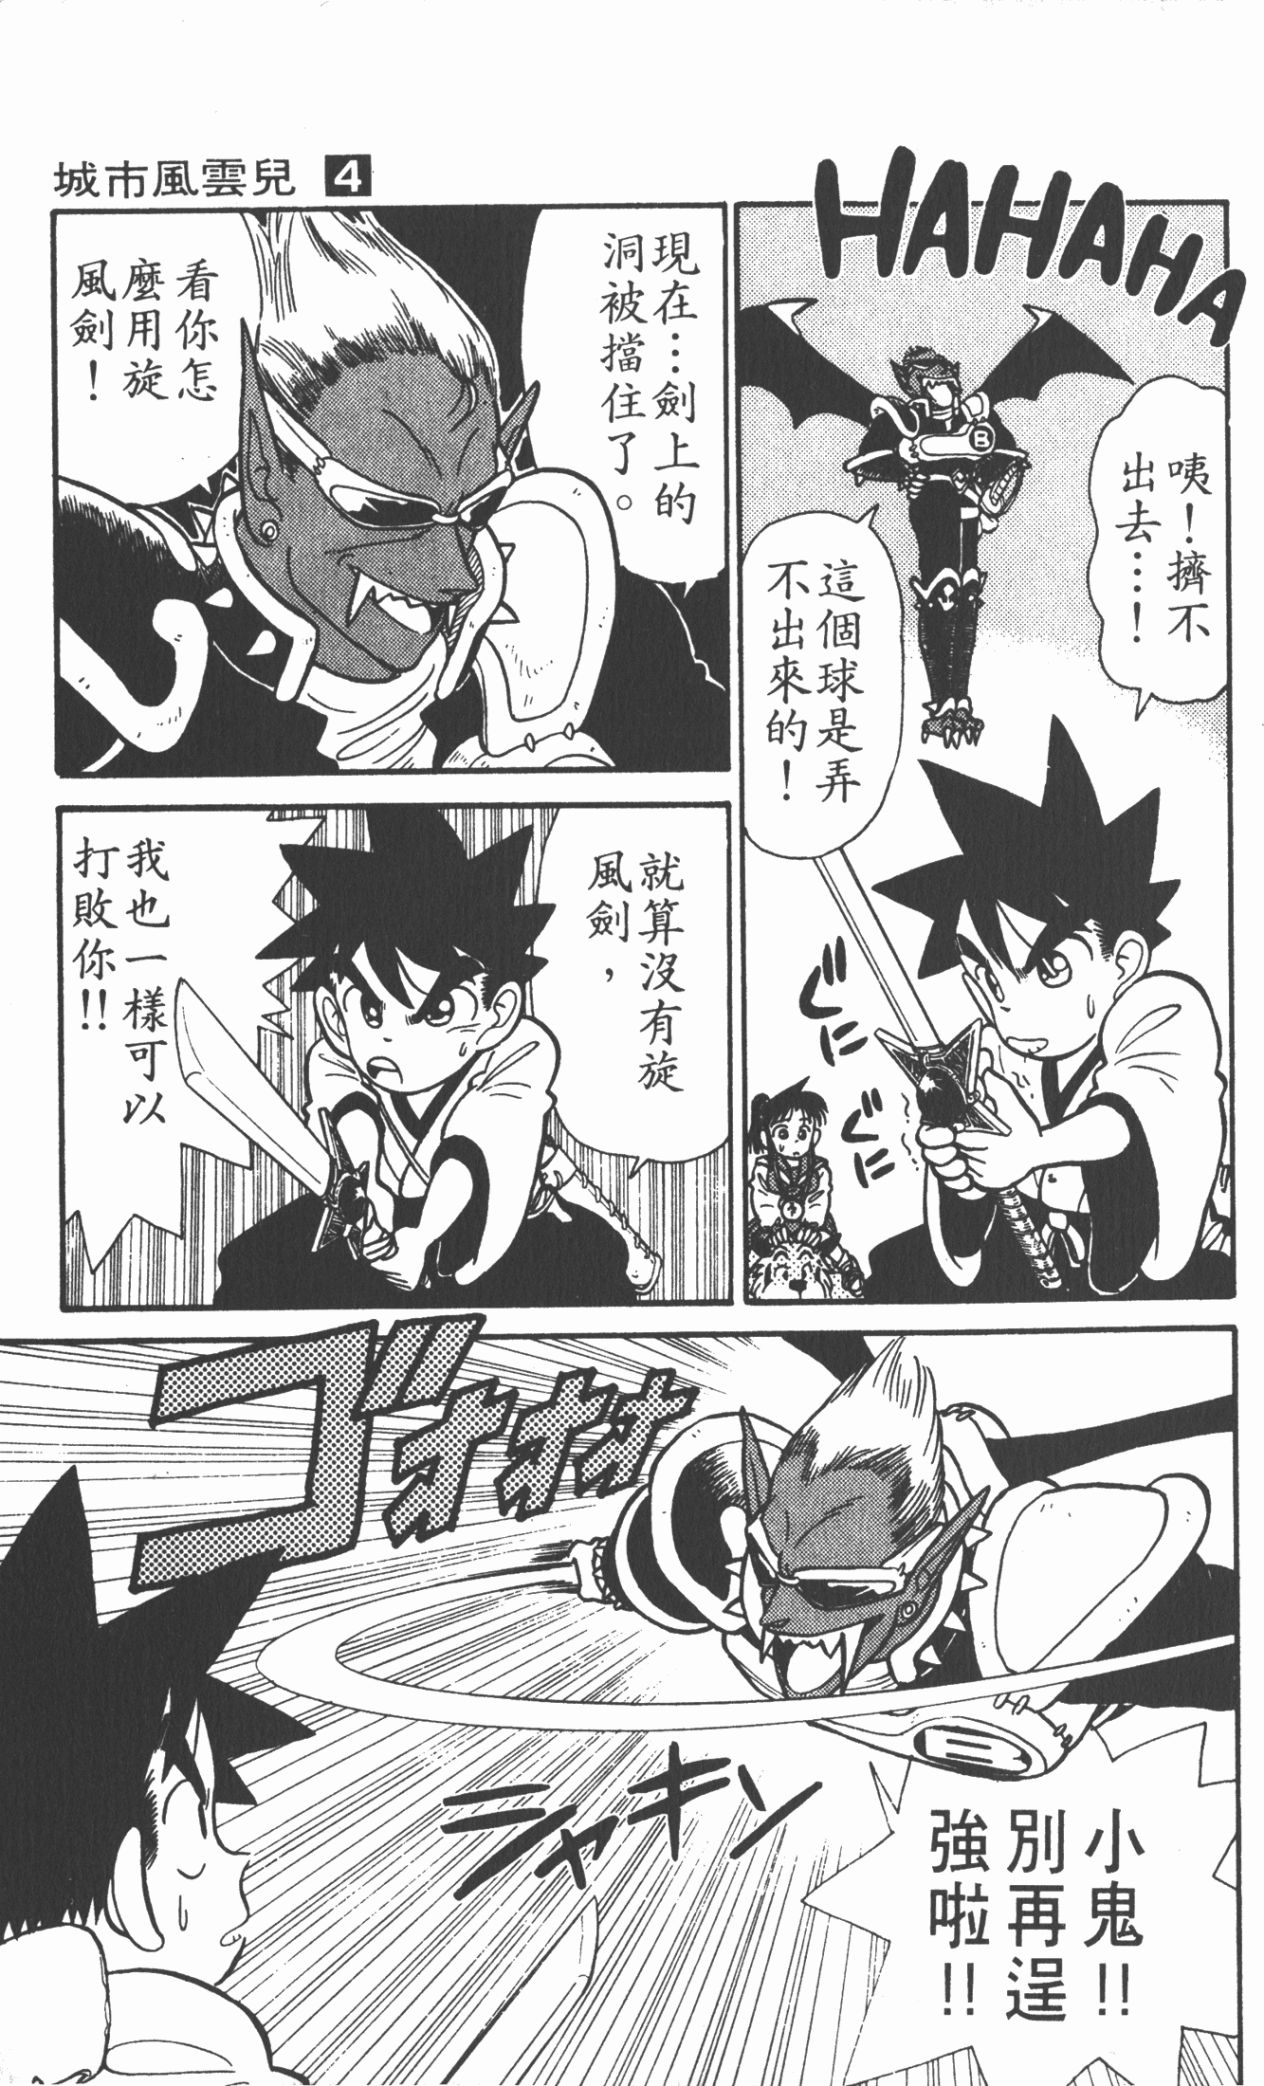 城市風雲兒 4
HAHAHAHA
咦！擠不
出去…！
這個球是弄
不出來的！
ぐに
ぐに
現在…劍上的
洞被擋住了。
看你怎
麼用旋
風劍！
就算沒有旋
風劍，
我也一樣可以
打敗你!!
ゴオオオ
シャキン
小鬼!!
別再逞
強啦!!